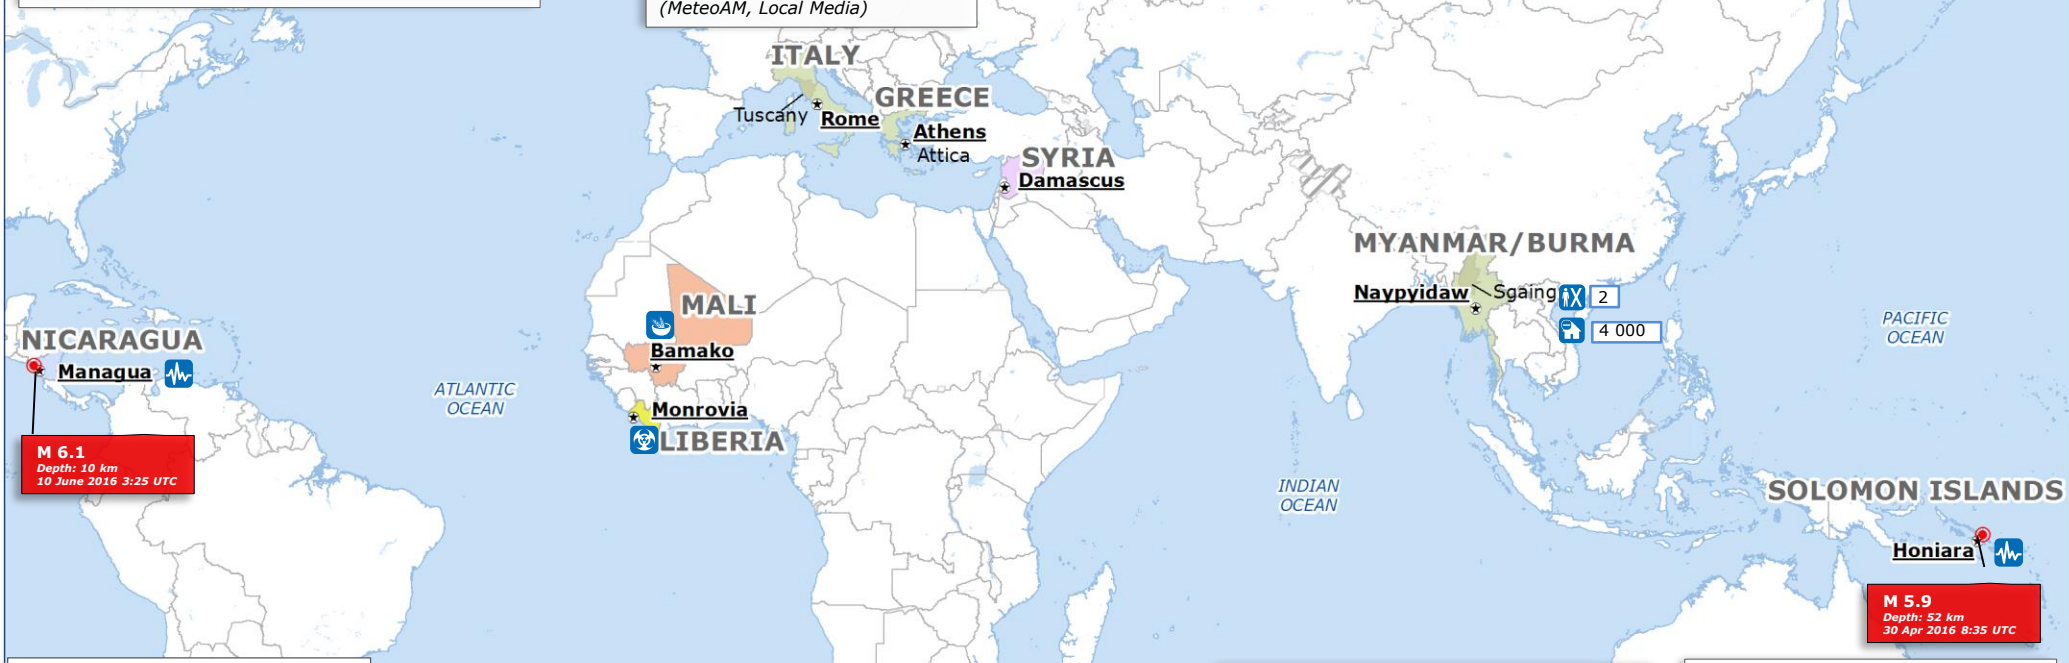 (MeteoAM, Local Media)
ITALY
GREECE
Tuscany
Rome
Athens
Attica
SYRIA
Damascus
MYANMAR/BURMA
Naypyidaw
Sgaing
2
4 000
MALI
Bamako
NICARAGUA
Managua
PACIFIC
OCEAN
ATLANTIC
OCEAN
Monrovia
LIBERIA
M 6.1
Depth: 10 km
10 June 2016 3:25 UTC
INDIAN
OCEAN
SOLOMON ISLANDS
Honiara
M 5.9
Depth: 52 km
30 Apr 2016 8:35 UTC